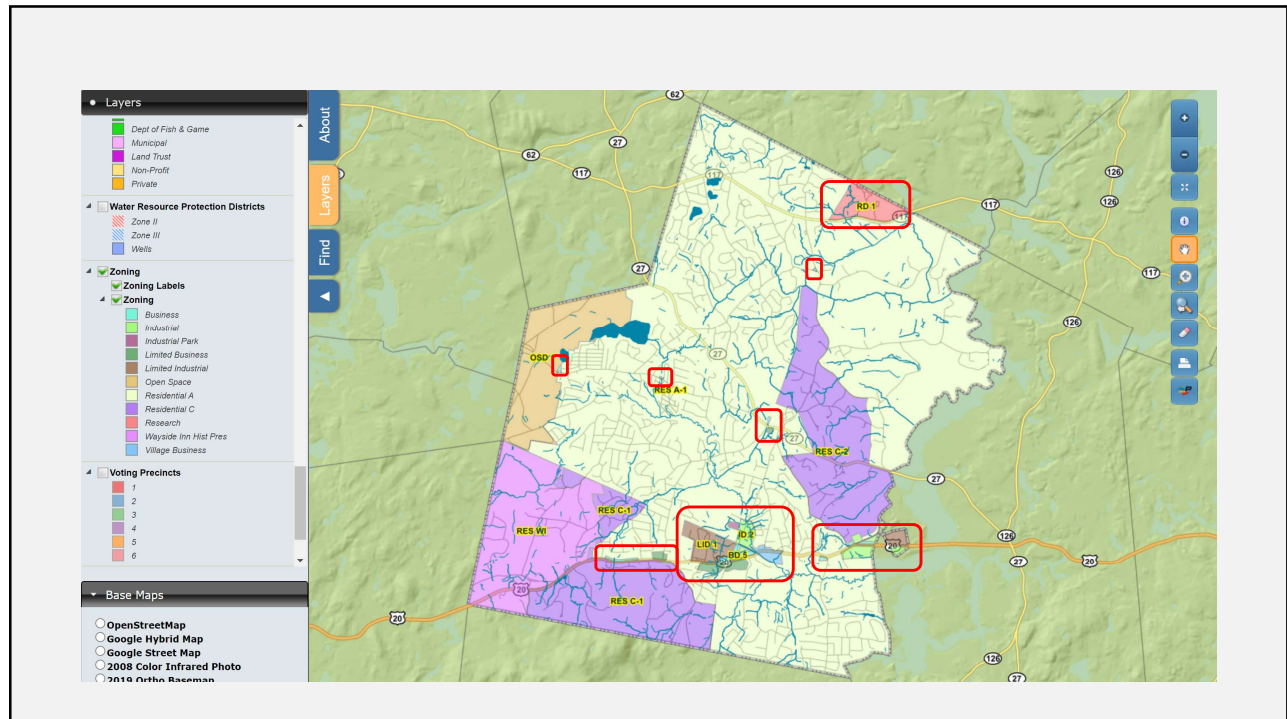 Layers
Dept of Fish & Game
Municipal
Land Trust
Non-Profit
Private
Water Resource Protection Districts
Zone II
Zone III
Wells
Zoning
Zoning Labels
Zoning
Business
Industrial
Industrial Park
Limited Business
Limited Industrial
Open Space
Residential A
Residential C
Research
Wayside Inn Hist Pres
Village Business
Voting Precincts
1
2
3
4
5
6
Base Maps
OpenStreetMap
Google Hybrid Map
Google Street Map
2008 Color Infrared Photo
2019 Ortho Basemap
About
Layers
Find
62
27
62
117
117
126
117
126
RD 1
117
27
117
126
27
OSD
RES A-1
27
RES C-2
27
RES C-1
RES WI
LID 1
ID 2
BD 5
20
20
126
27
20
20
RES C-1
20
126
27